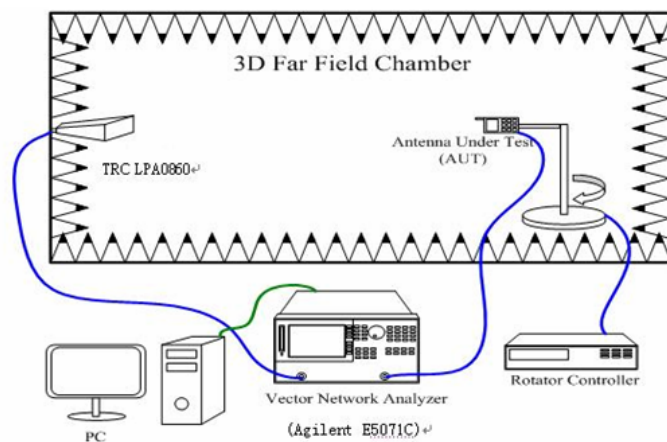 3D Far Field Chamber
TRC LPA0860↵
Antenna Under Test
(AUT)
PC
Vector Network Analyzer
(Agilent E5071C)↵
Rotator Controller